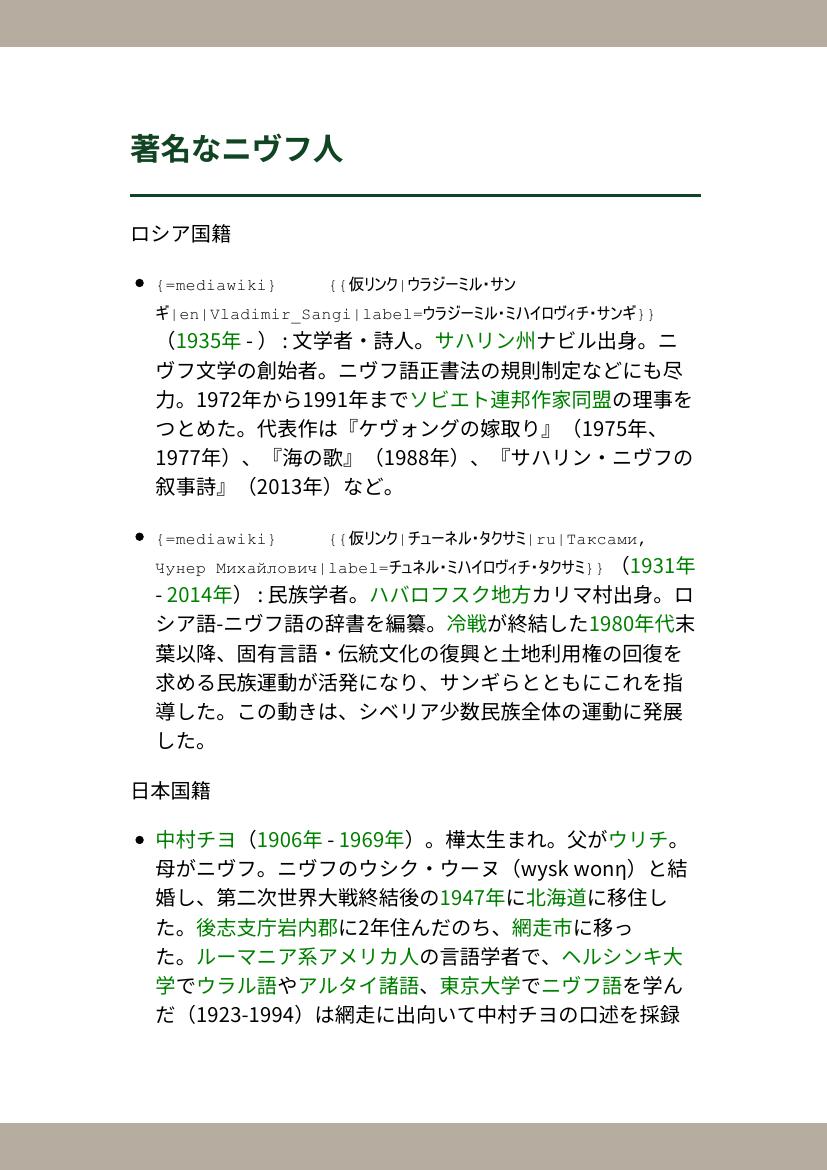 著名なニヴフ人
ロシア国籍
● {=mediawiki} {{仮リンク|ウラジーミル・サン
ギ|en|Vladimir_Sangi|label=ウラジーミル・ミハイロヴィチ・サンギ}}
（1935年 - ） : 文学者・詩人。サハリン州ナビル出身。ニ
ヴフ文学の創始者。ニヴフ語正書法の規則制定などにも尽
力。1972年から1991年までソビエト連邦作家同盟の理事を
つとめた。代表作は『ケヴォングの嫁取り』（1975年、
1977年）、『海の歌』（1988年）、『サハリン・ニヴフの
叙事詩』（2013年）など。
● {=mediawiki} {{仮リンク|チューネル・タクサミ|ru|Таксами,
Чунер Михайлович|label=チュネル・ミハイロヴィチ・タクサミ}} （1931年
- 2014年） : 民族学者。ハバロフスク地方カリマ村出身。ロ
シア語-ニヴフ語の辞書を編纂。冷戦が終結した1980年代末
葉以降、固有言語・伝統文化の復興と土地利用権の回復を
求める民族運動が活発になり、サンギらとともにこれを指
導した。この動きは、シベリア少数民族全体の運動に発展
した。
日本国籍
● 中村チヨ（1906年 - 1969年）。樺太生まれ。父がウリチ。
母がニヴフ。ニヴフのウシク・ウーヌ（wysk wonη）と結
婚し、第二次世界大戦終結後の1947年に北海道に移住し
た。後志支庁岩内郡に2年住んだのち、網走市に移っ
た。ルーマニア系アメリカ人の言語学者で、ヘルシンキ大
学でウラル語やアルタイ諸語、東京大学でニヴフ語を学ん
だ（1923-1994）は網走に出向いて中村チヨの口述を採録